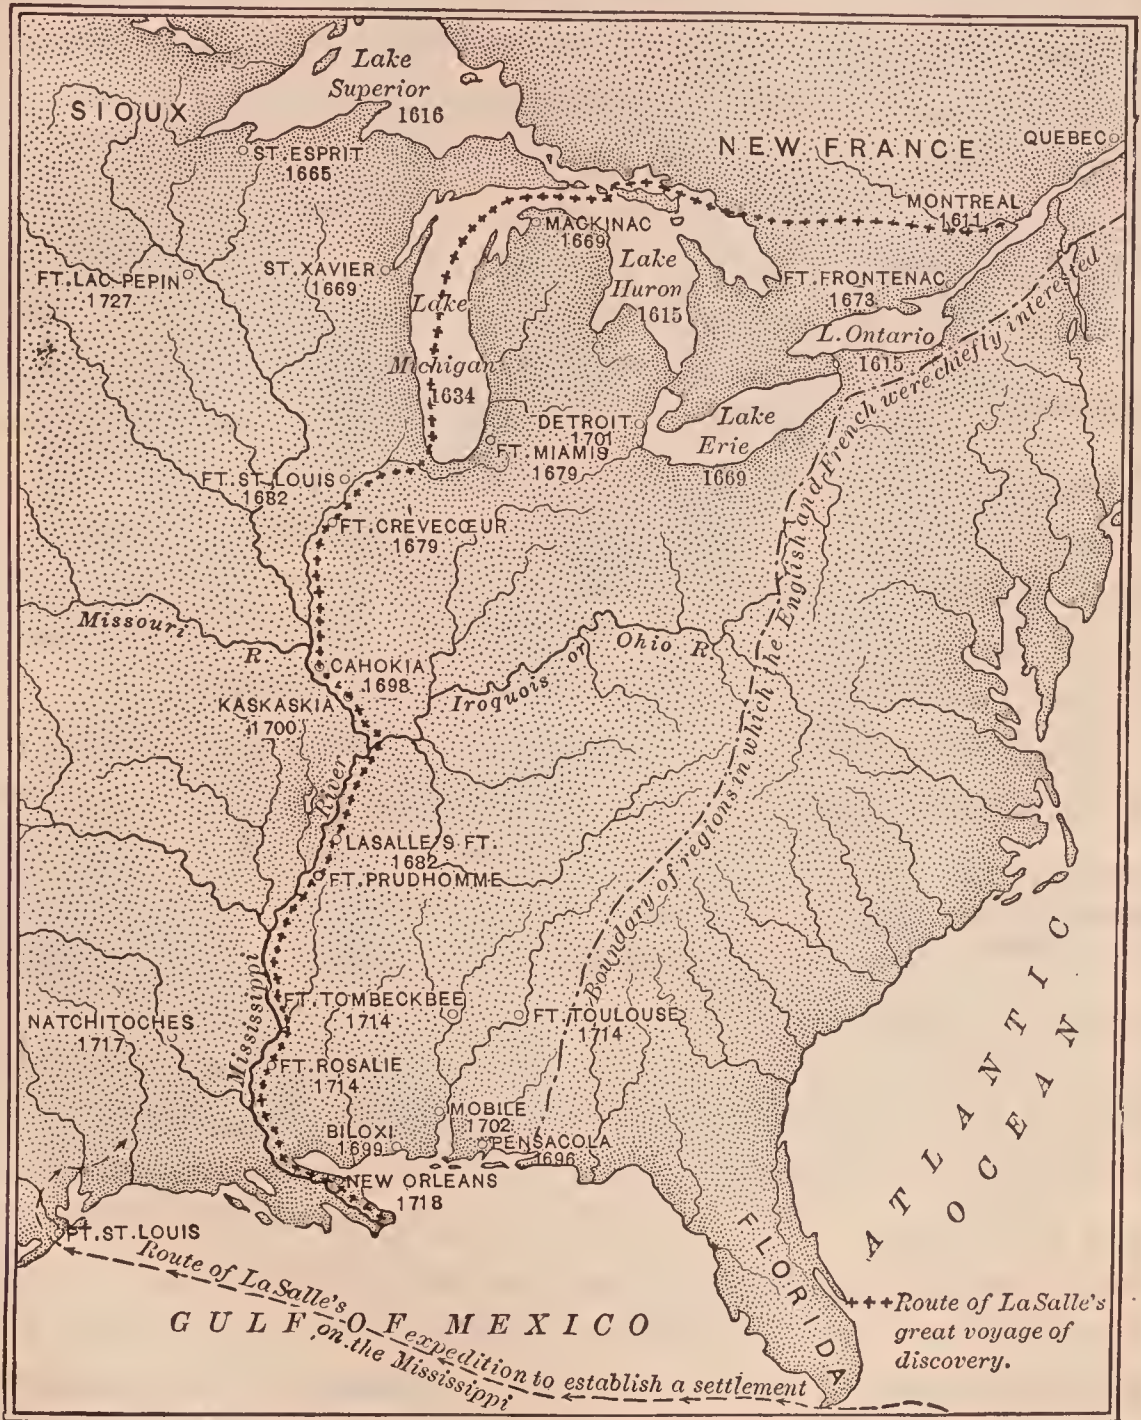 Lake
Superior
1616
SIOUX
ST. ESPRIT
1665
NEW FRANCE
QUEBEC
MONTREAL
1611
MACKINAC
1669
ST. XAVIER
1669
FT. LAC PEPIN
1727
Lake
Huron
1615
FT. FRONTENAC
1673
L. Ontario
1615
Lake
Michigan
1634
DETROIT
1701
Lake
Erie
1669
FT. MIAMIS
1679
FT. ST. LOUIS
1682
FT. CREVECŒUR
1679
Missouri
R
CAHOKIA
1698
Iroquois or Ohio R
KASKASKIA
1700
River
LASALLE'S FT.
1682
FT. PRUDHOMME
Boundary of regions in which the English and French were chiefly interested
Mississippi
FT. TOMBECKBEE
1714
FT. TOULOUSE
1714
NATCHITOCHES
1717
FT. ROSALIE
1714
MOBILE
1702
BILOXI
1699
PENSACOLA
1696
NEW ORLEANS
1718
FT. ST. LOUIS
FLORIDA
ATLANTIC
OCEAN
Route of LaSalle's expedition to establish a settlement
on the Mississippi
GULF OF MEXICO
+++Route of LaSalle's
great voyage of
discovery.